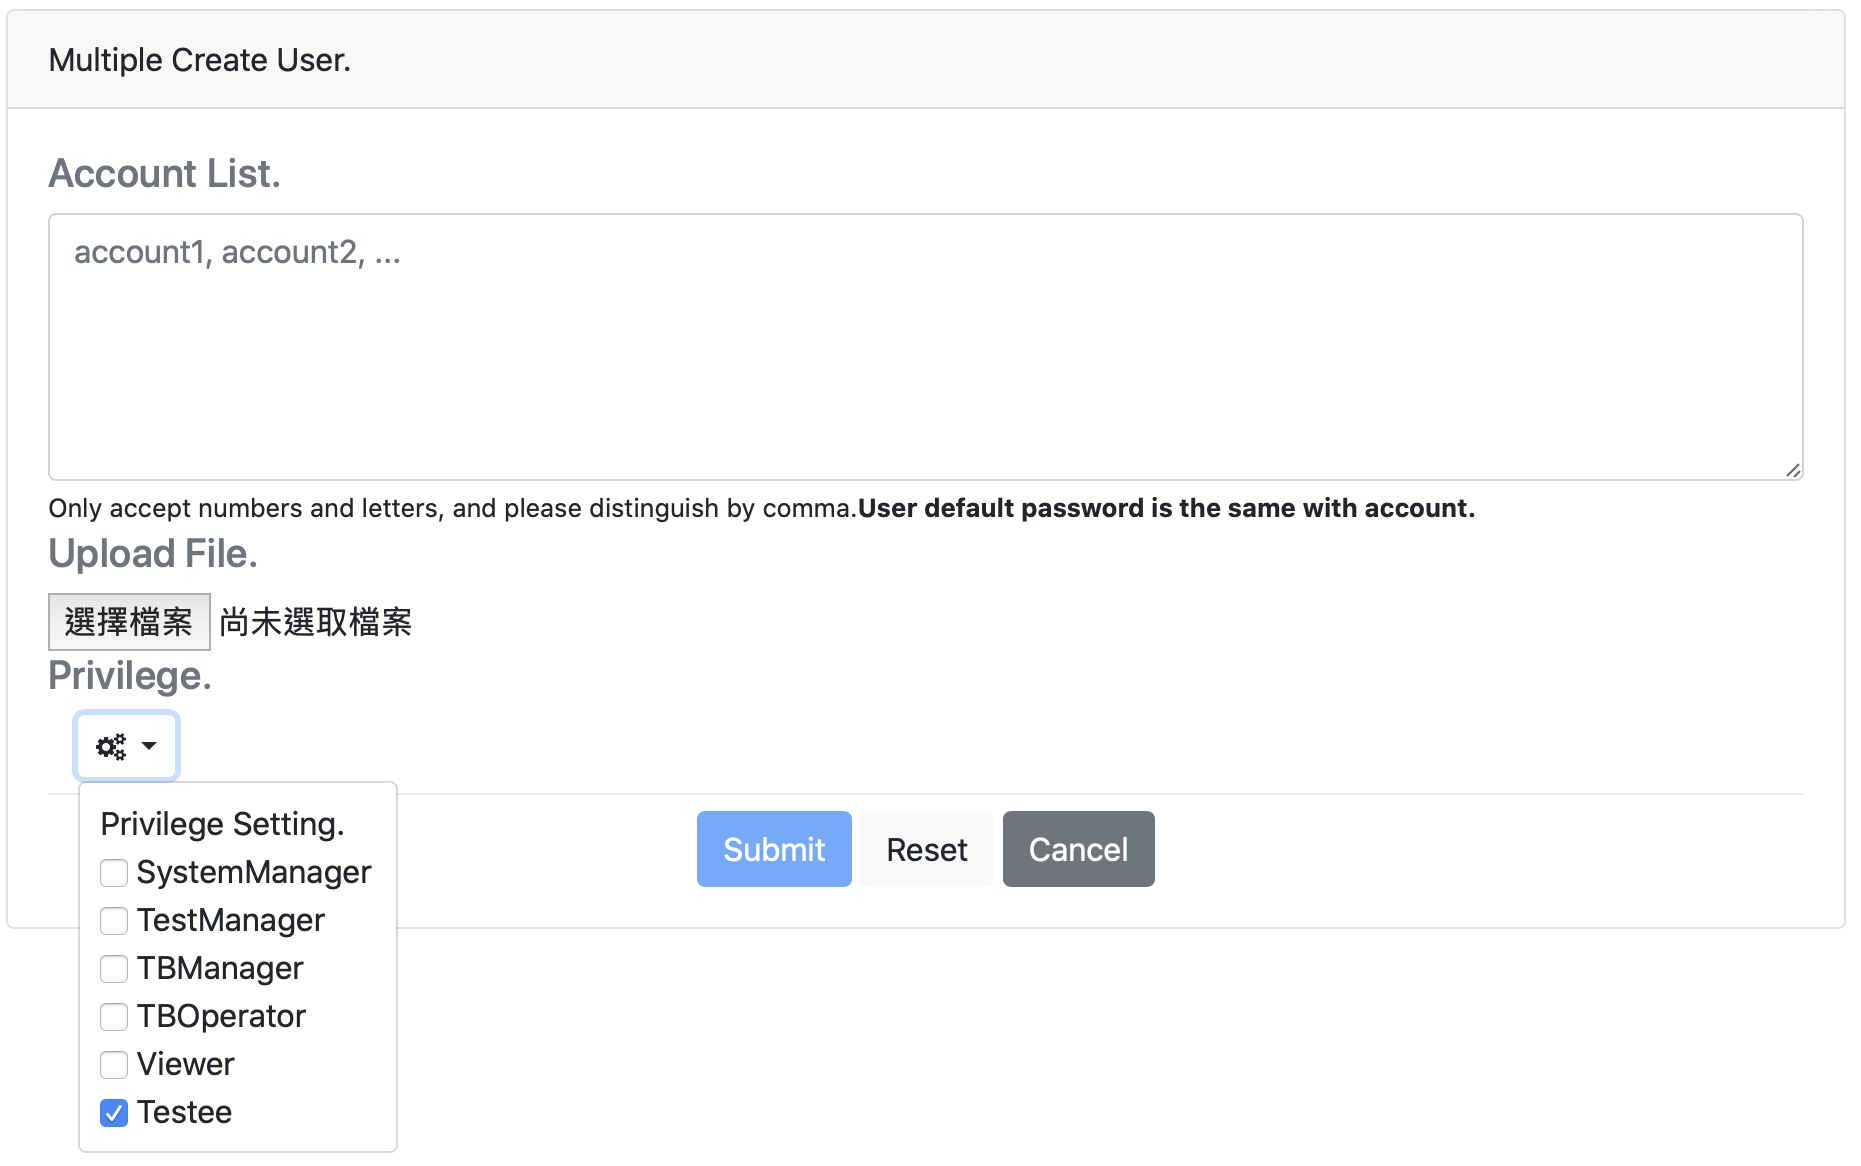 Multiple Create User.
Account List.
account1, account2, ...
Only accept numbers and letters, and please distinguish by comma.User default password is the same with account.
Upload File.
選擇檔案 尚未選取檔案
Privilege.
Privilege Setting.
SystemManager
TestManager
TBManager
TBOperator
Viewer
Testee
Submit Reset Cancel